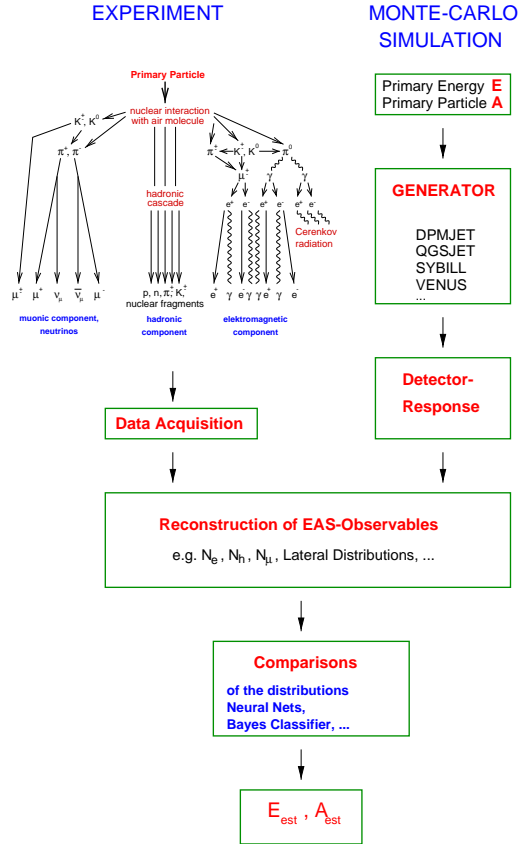 EXPERIMENT
MONTE-CARLO
SIMULATION
Primary Particle
nuclear interaction
with air molecule
K±, K⁰
π⁺, π⁻
π± K±, K⁰ π⁰
μ± γ γ
hadronic
cascade
e⁺ e⁻ e⁺ e⁻ e⁺ e⁻
Cerenkov
radiation
μ± μ⁺ νμ ν̄μ μ⁻
p, n, π±, K±,
nuclear fragments
e⁺ γ e⁻ γ γ e⁺ γ e⁻
muonic component,
neutrinos
hadronic
component
elektromagnetic
component
Primary Energy E
Primary Particle A
GENERATOR
DPMJET
QGSJET
SYBILL
VENUS
...
Detector-
Response
Data Acquisition
Reconstruction of EAS-Observables
e.g. Ne, Nh, Nμ, Lateral Distributions, ...
Comparisons
of the distributions
Neural Nets,
Bayes Classifier, ...
Eest , Aest